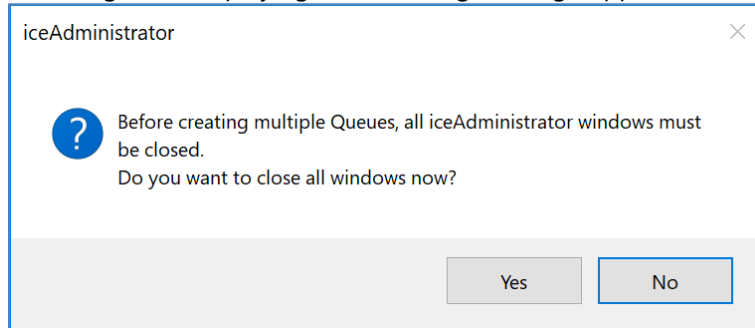 iceAdministrator
Before creating multiple Queues, all iceAdministrator windows must
be closed.
Do you want to close all windows now?
Yes
No